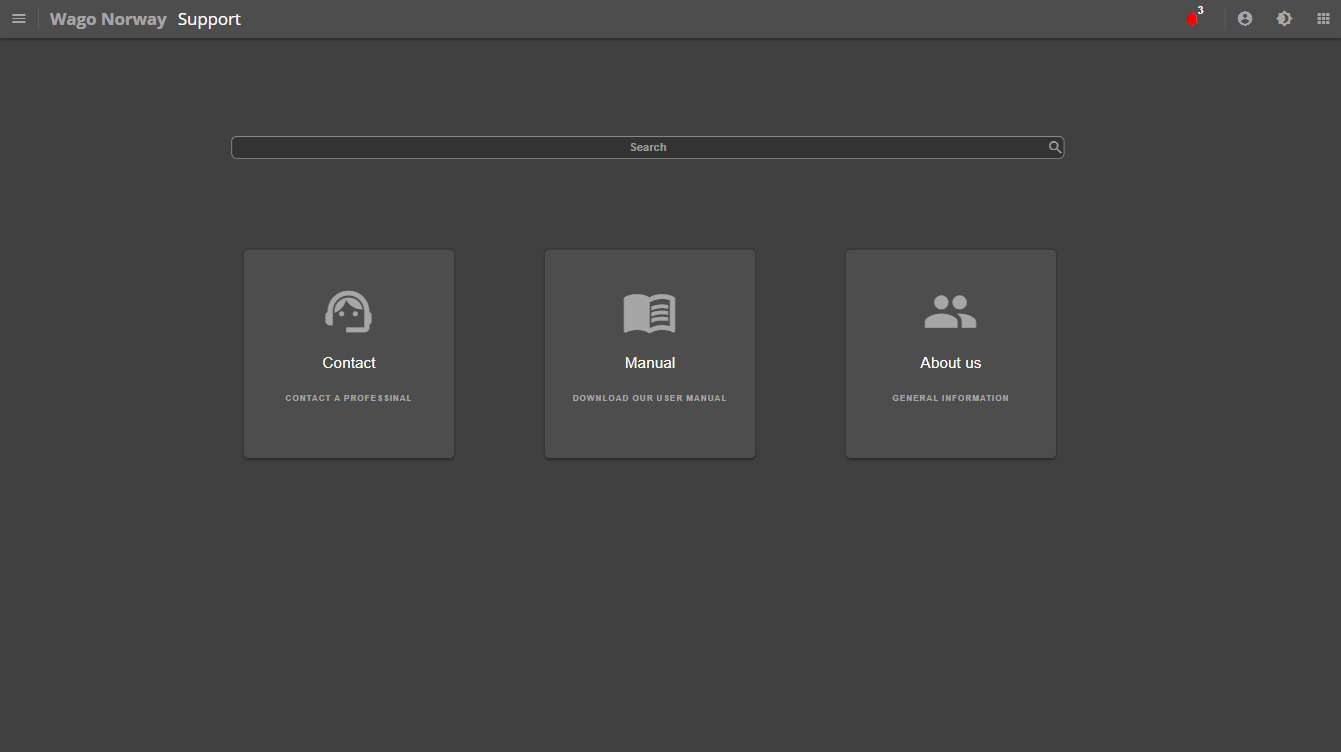 Wago Norway Support
3
Search
Contact
CONTACT A PROFESSINAL
Manual
DOWNLOAD OUR USER MANUAL
About us
GENERAL INFORMATION